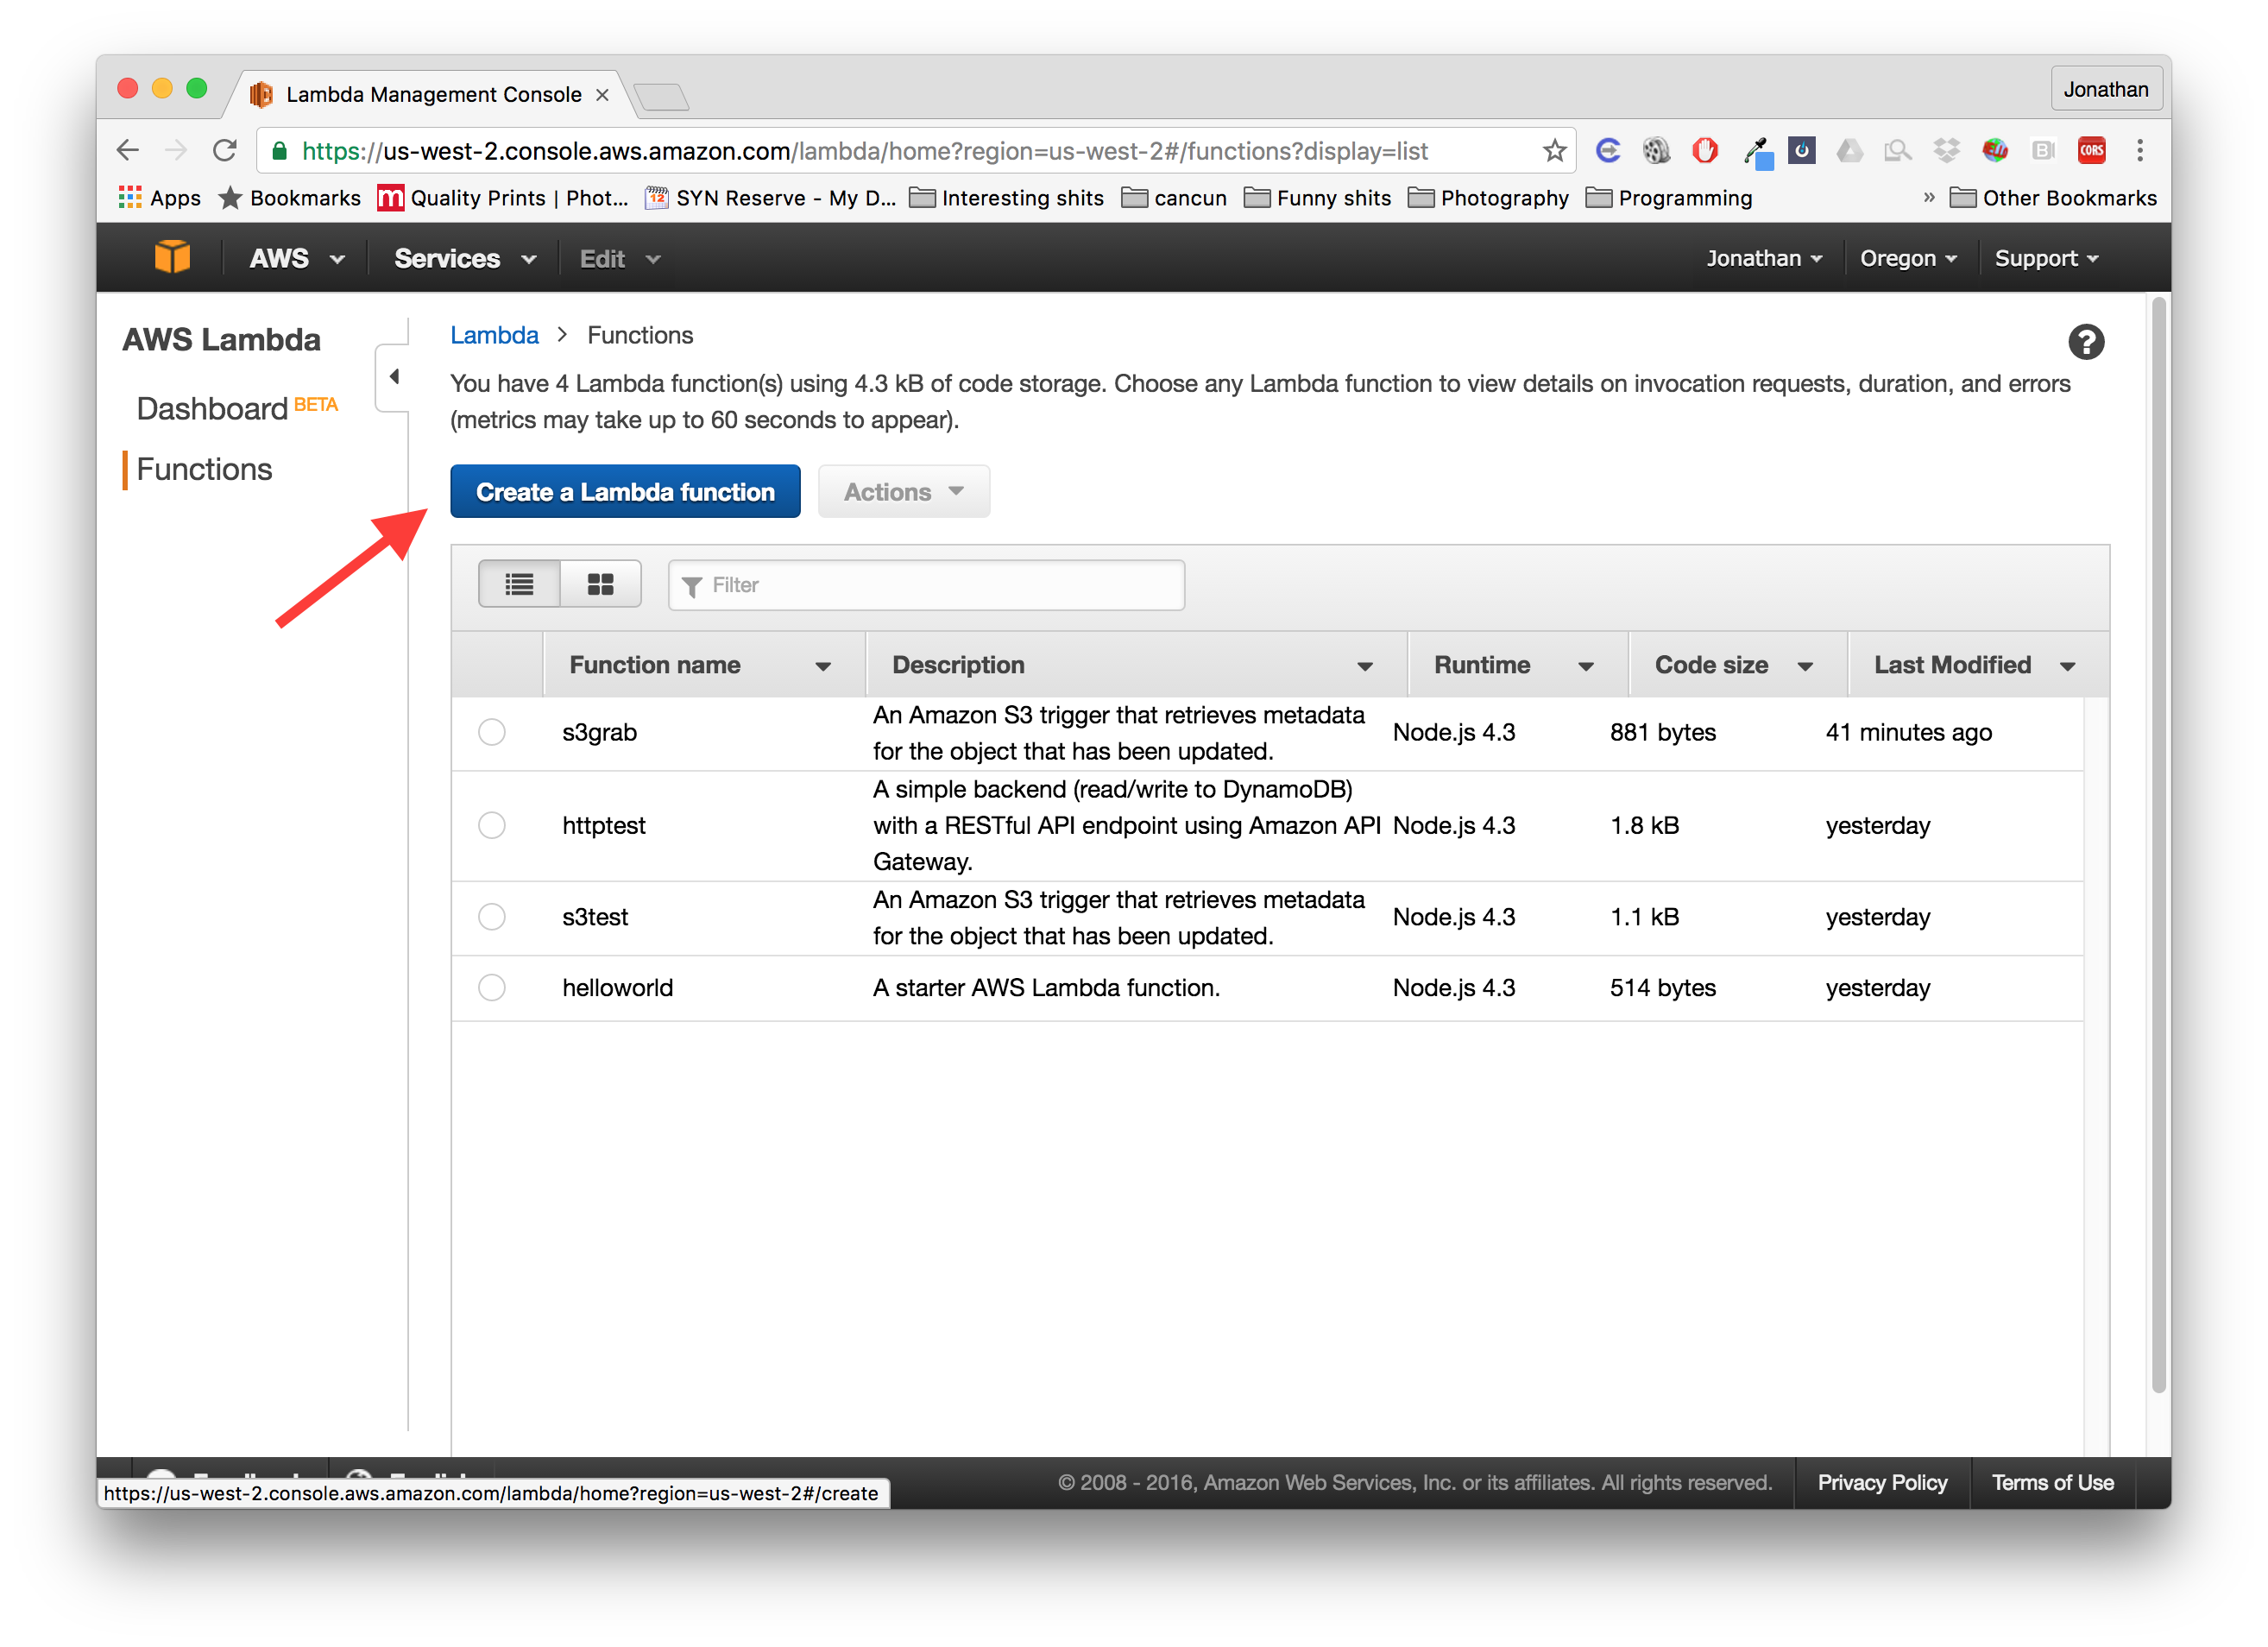 Lambda Management Console
Jonathan
https://us-west-2.console.aws.amazon.com/lambda/home?region=us-west-2#/functions?display=list
CORS
Apps
Bookmarks
Quality Prints | Phot...
12
SYN Reserve - My D...
Interesting shits
cancun
Funny shits
Photography
Programming
»
Other Bookmarks
AWS
Services
Edit
Jonathan
Oregon
Support
AWS Lambda
Dashboard BETA
Functions
Lambda > Functions
You have 4 Lambda function(s) using 4.3 kB of code storage. Choose any Lambda function to view details on invocation requests, duration, and errors
(metrics may take up to 60 seconds to appear).
Create a Lambda function
Actions
Filter
Function name Description Runtime Code size Last Modified
s3grab
An Amazon S3 trigger that retrieves metadata
for the object that has been updated.
Node.js 4.3
881 bytes
41 minutes ago
httptest
A simple backend (read/write to DynamoDB)
with a RESTful API endpoint using Amazon API
Gateway.
Node.js 4.3
1.8 kB
yesterday
s3test
An Amazon S3 trigger that retrieves metadata
for the object that has been updated.
Node.js 4.3
1.1 kB
yesterday
helloworld
A starter AWS Lambda function.
Node.js 4.3
514 bytes
yesterday
© 2008 - 2016, Amazon Web Services, Inc. or its affiliates. All rights reserved.
Privacy Policy
Terms of Use
https://us-west-2.console.aws.amazon.com/lambda/home?region=us-west-2#/create